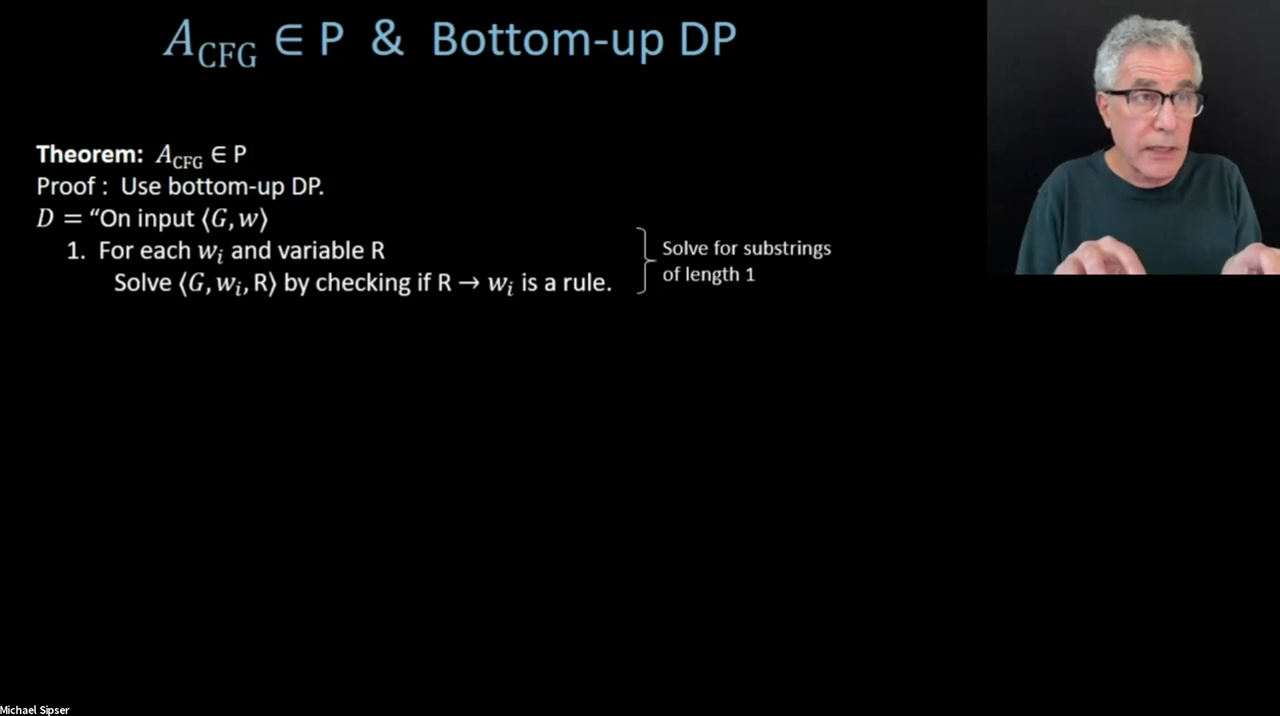 A_CFG ∈ P & Bottom-up DP
Theorem: A_CFG ∈ P
Proof : Use bottom-up DP.
D = “On input ⟨G, w⟩
1. For each w_i and variable R
Solve ⟨G, w_i, R⟩ by checking if R → w_i is a rule.
Solve for substrings
of length 1
Michael Sipser